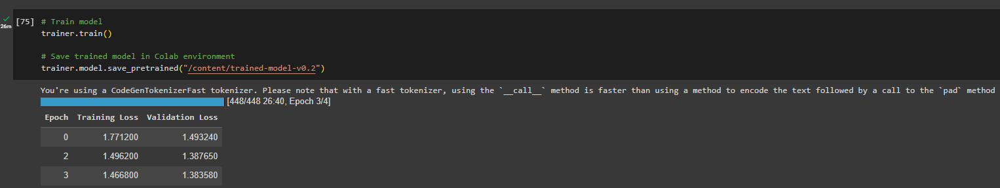 26m
[75] # Train model
trainer.train()
# Save trained model in Colab environment
trainer.model.save_pretrained("/content/trained-model-v0.2")
You're using a CodeGenTokenizerFast tokenizer. Please note that with a fast tokenizer, using the `__call__` method is faster than using a method to encode the text followed by a call to the `pad` method
[448/448 26:40, Epoch 3/4]
Epoch Training Loss Validation Loss
0 1.771200 1.493240
2 1.496200 1.387650
3 1.466800 1.383580